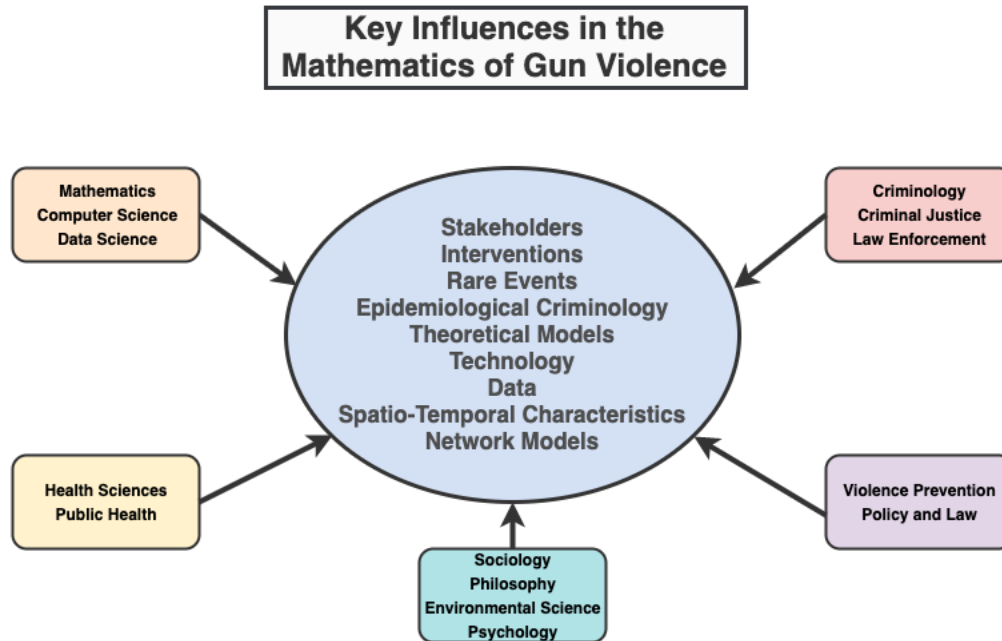 Key Influences in the
Mathematics of Gun Violence
Mathematics
Computer Science
Data Science
Criminology
Criminal Justice
Law Enforcement
Stakeholders
Interventions
Rare Events
Epidemiological Criminology
Theoretical Models
Technology
Data
Spatio-Temporal Characteristics
Network Models
Health Sciences
Public Health
Violence Prevention
Policy and Law
Sociology
Philosophy
Environmental Science
Psychology